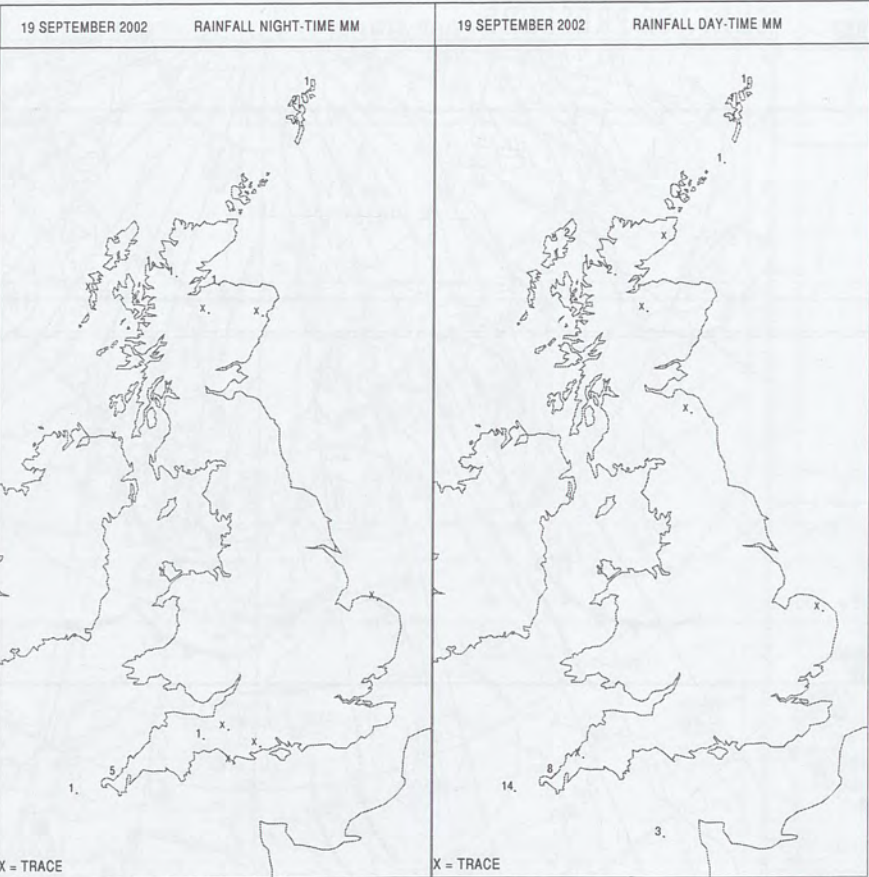 19 SEPTEMBER 2002 RAINFALL NIGHT-TIME MM
1
1.
X.
X.
X
X.
X.
1.
X.
5
1.
X = TRACE
19 SEPTEMBER 2002 RAINFALL DAY-TIME MM
1
1.
X.
2
X.
X.
X.
X.
8
14.
3.
X = TRACE